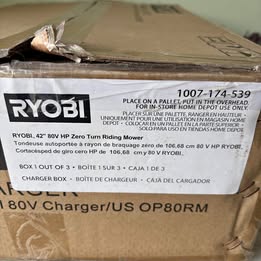 1007-174-539
PLACE ON A PALLET, PUT IN THE OVERHEAD.
FOR IN-STORE HOME DEPOT USE ONLY.
PLACER SUR UNE PALETTE, RANGER EN HAUTEUR -
UNIQUEMENT POUR UNE UTILISATION EN MAGASIN HOME
DEPOT - COLOCAR EN UN PALLET EN LA PARTE SUPERIOR -
SOLO PARA USO EN TIENDAS HOME DEPOT.
RYOBI
RYOBI, 42" 80V HP Zero Turn Riding Mower
Tondeuse autoportée à rayon de braquage zéro de 106,68 cm 80 V HP RYOBI.
Cortacésped de giro cero HP de 106,68 cm y 80 V RYOBI.
BOX 1 OUT OF 3 • BOÎTE 1 SUR 3 • CAJA 1 DE 3
CHARGER BOX • BOÎTE DE CHARGEUR • CAJA DEL CARGADOR
80V Charger/US OP80RM